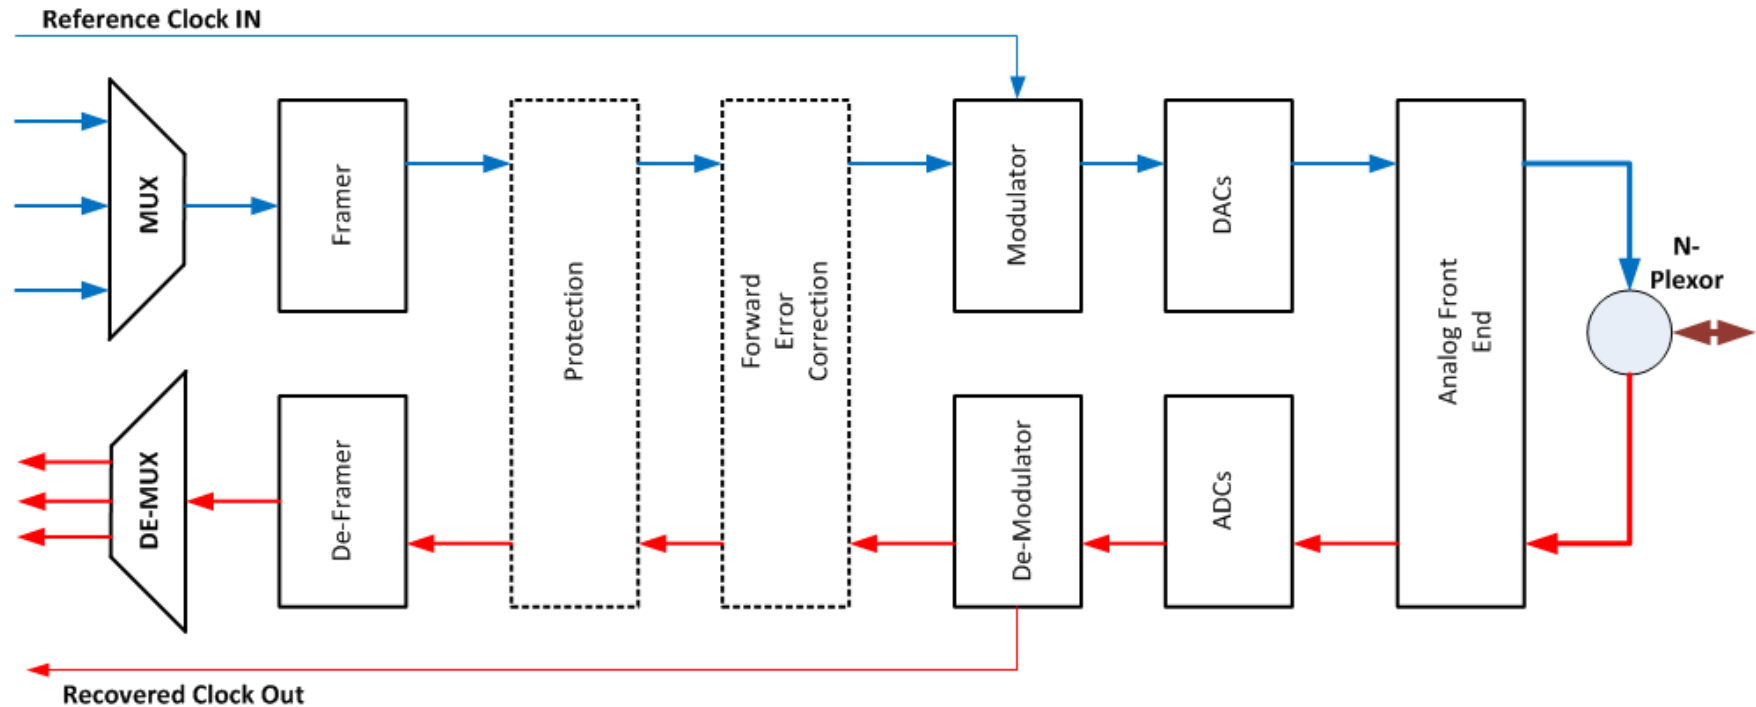 Reference Clock IN
MUX
Framer
Protection
Forward
Error
Correction
Modulator
DACs
Analog Front
End
N-
Plexor
DE-MUX
De-Framer
De-Modulator
ADCs
Recovered Clock Out